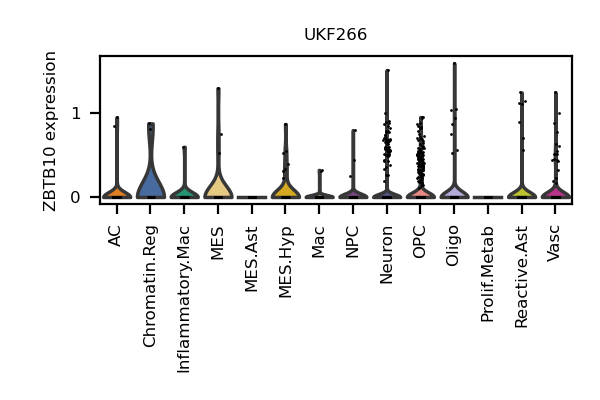 UKF266
ZBTB10 expression
1
0
AC
Chromatin.Reg
Inflammatory.Mac
MES
MES.Ast
MES.Hyp
Mac
NPC
Neuron
OPC
Oligo
Prolif.Metab
Reactive.Ast
Vasc